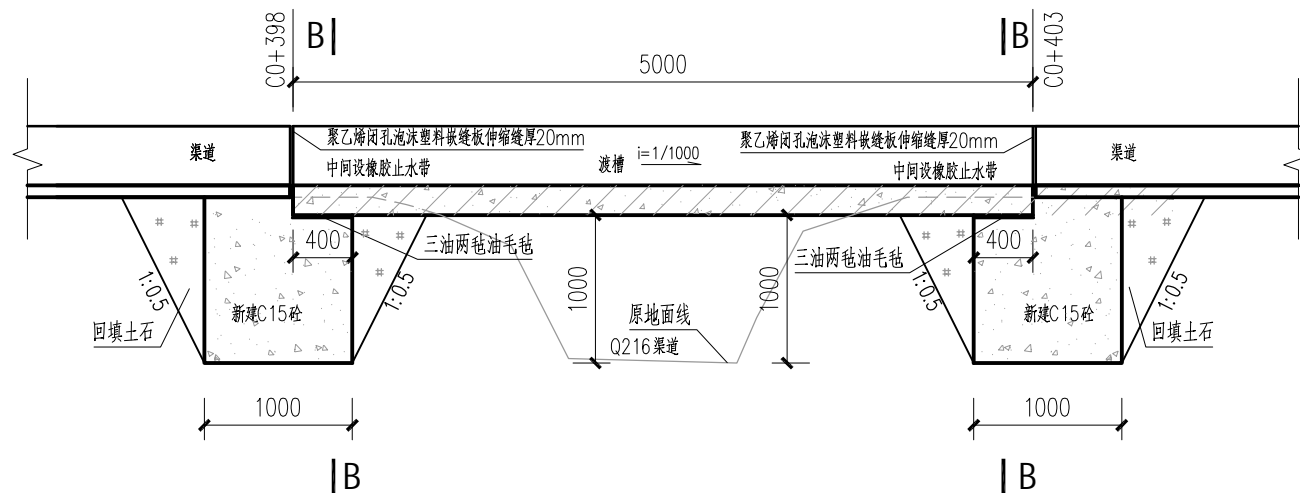 C0+398
B
B
C0+403
5000
聚乙烯闭孔泡沫塑料嵌缝板伸缩缝厚20mm
聚乙烯闭孔泡沫塑料嵌缝板伸缩缝厚20mm
渠道
中间设橡胶止水带
渡槽
i=1/1000
中间设橡胶止水带
渠道
400
三油两毡油毛毡
三油两毡油毛毡
400
1:0.5
1:0.5
1000
1000
1:0.5
1:0.5
回填土石
新建C15砼
原地面线
Q216渠道
新建C15砼
回填土石
1000
1000
B
B